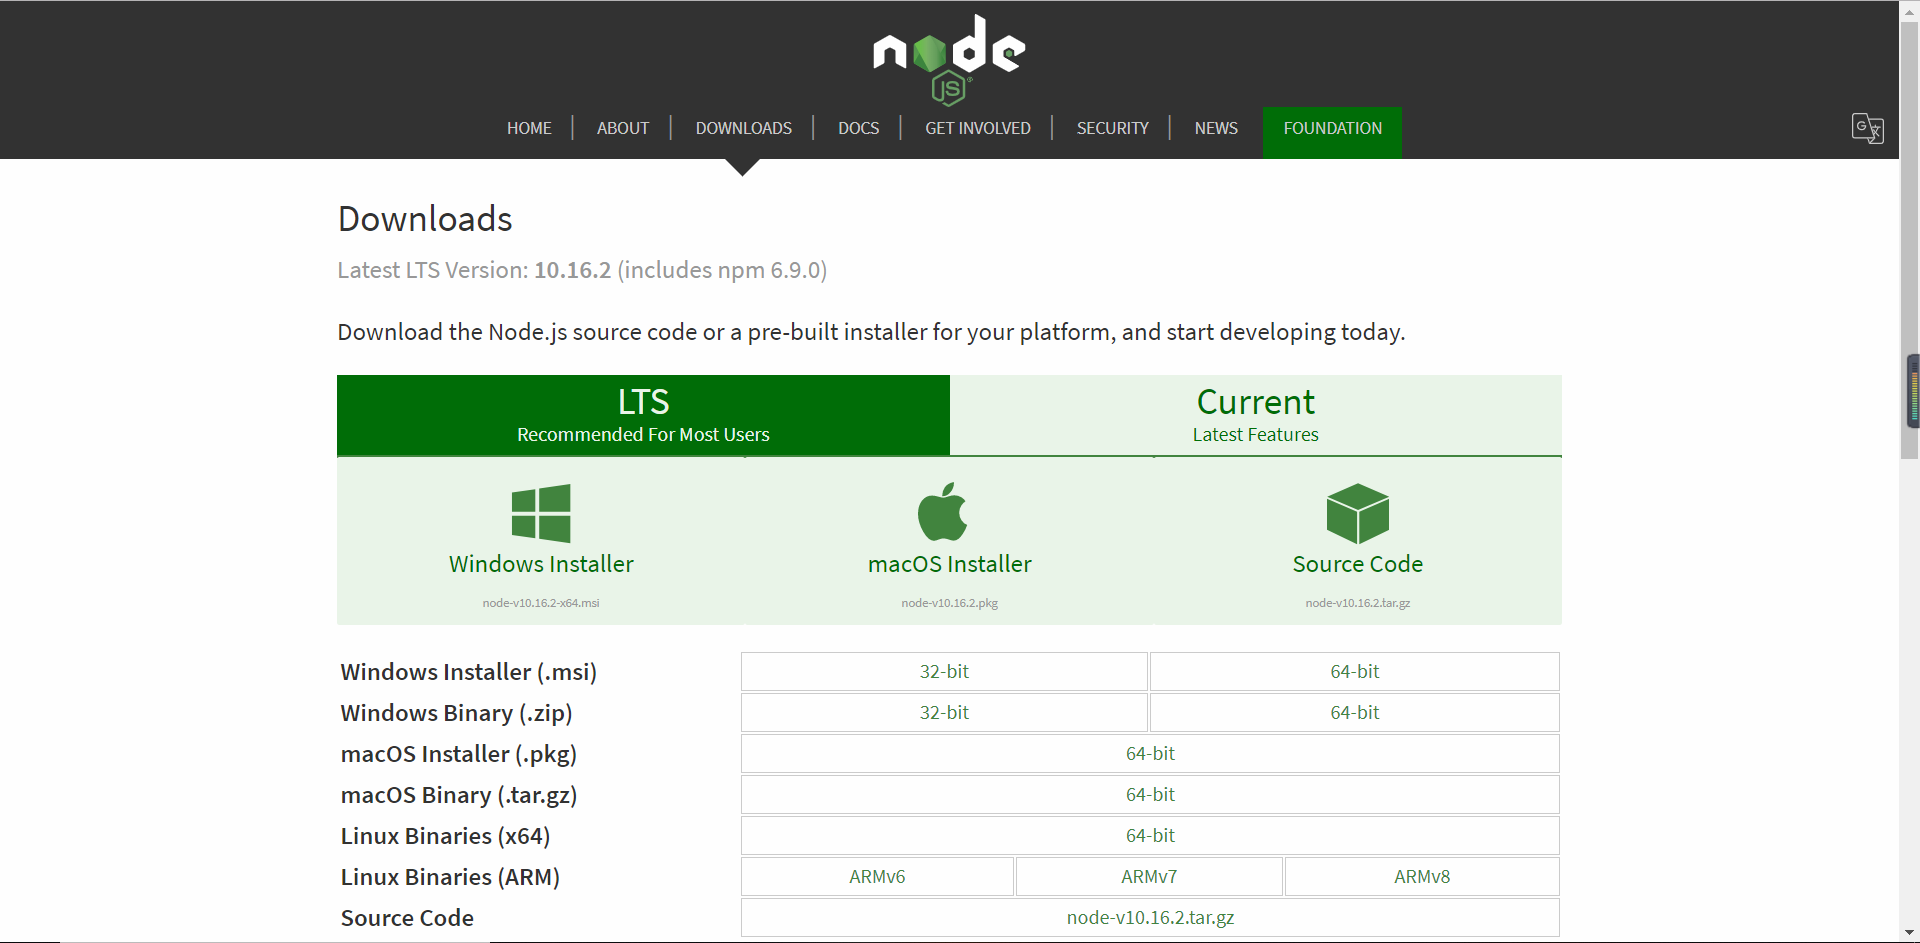 node
JS
HOME ABOUT DOWNLOADS DOCS GET INVOLVED SECURITY NEWS FOUNDATION
Downloads
Latest LTS Version: 10.16.2 (includes npm 6.9.0)
Download the Node.js source code or a pre-built installer for your platform, and start developing today.
LTS Current
Recommended For Most Users Latest Features
Windows Installer macOS Installer Source Code
node-v10.16.2-x64.msi node-v10.16.2.pkg node-v10.16.2.tar.gz
Windows Installer (.msi) 32-bit 64-bit
Windows Binary (.zip) 32-bit 64-bit
macOS Installer (.pkg) 64-bit
macOS Binary (.tar.gz) 64-bit
Linux Binaries (x64) 64-bit
Linux Binaries (ARM) ARMv6 ARMv7 ARMv8
Source Code node-v10.16.2.tar.gz